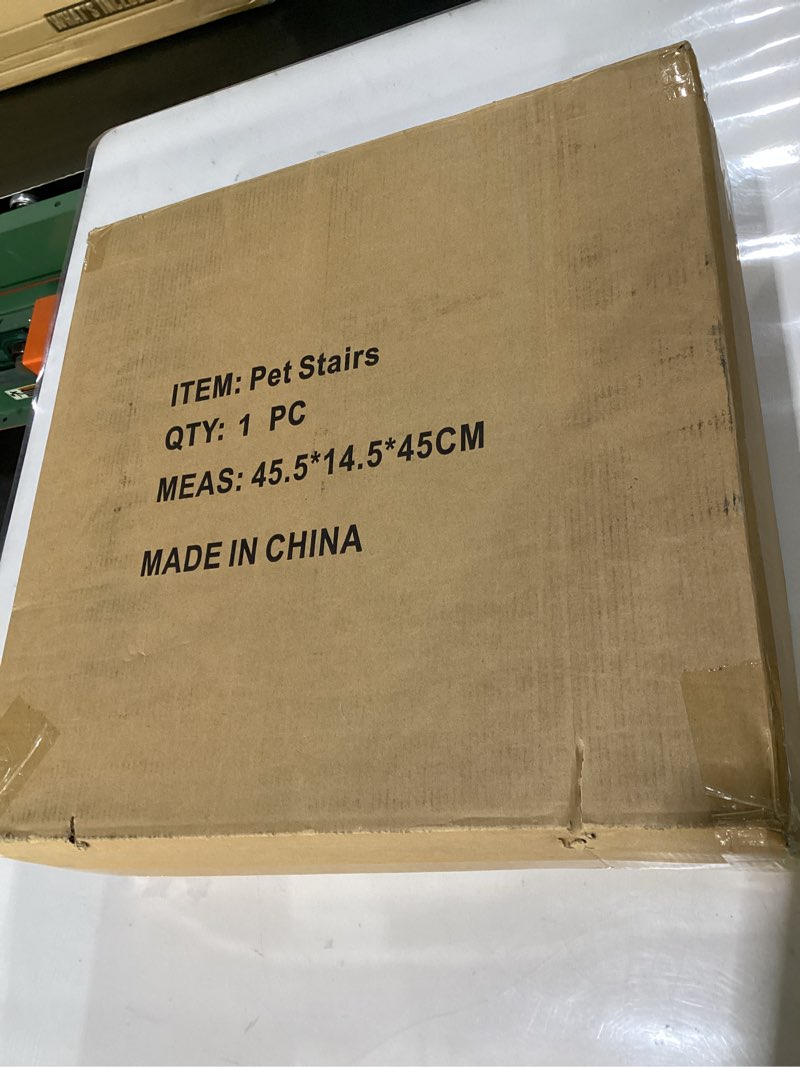 ITEM: Pet Stairs
QTY: 1 PC
MEAS: 45.5*14.5*45CM
MADE IN CHINA